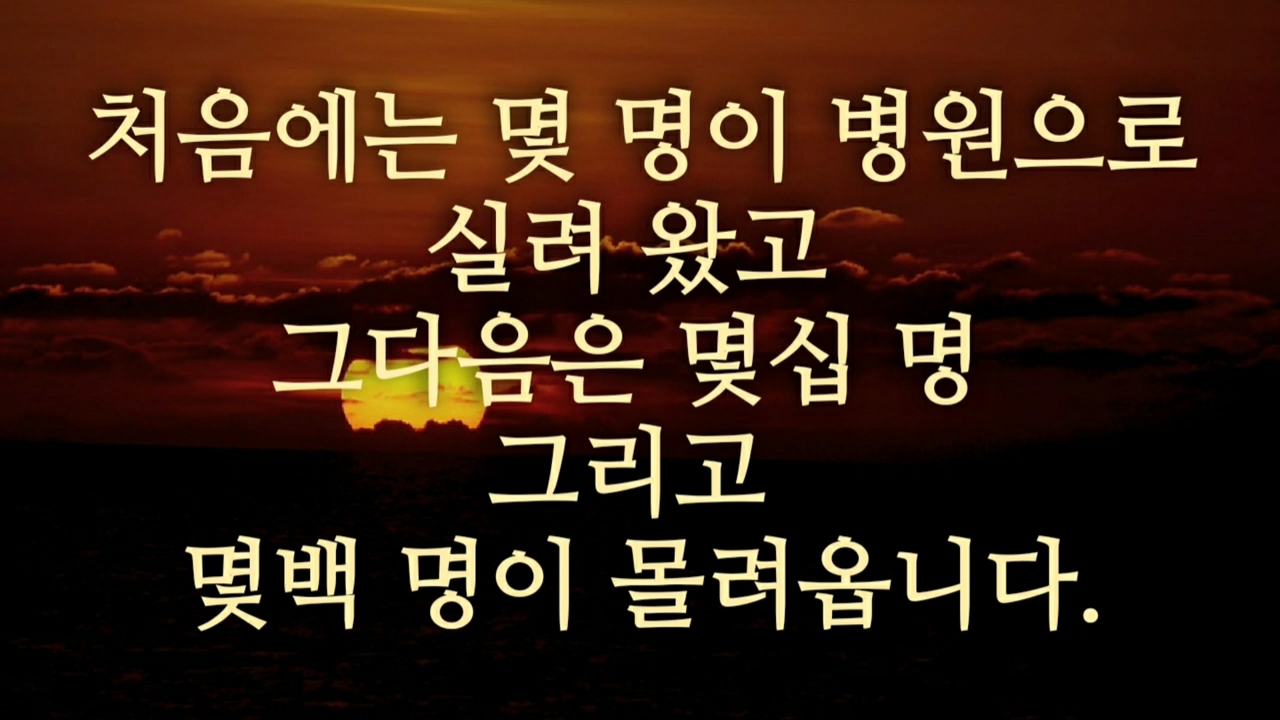 처음에는 몇 명이 병원으로
실려 왔고
그다음은 몇십 명
그리고
몇백 명이 몰려옵니다.